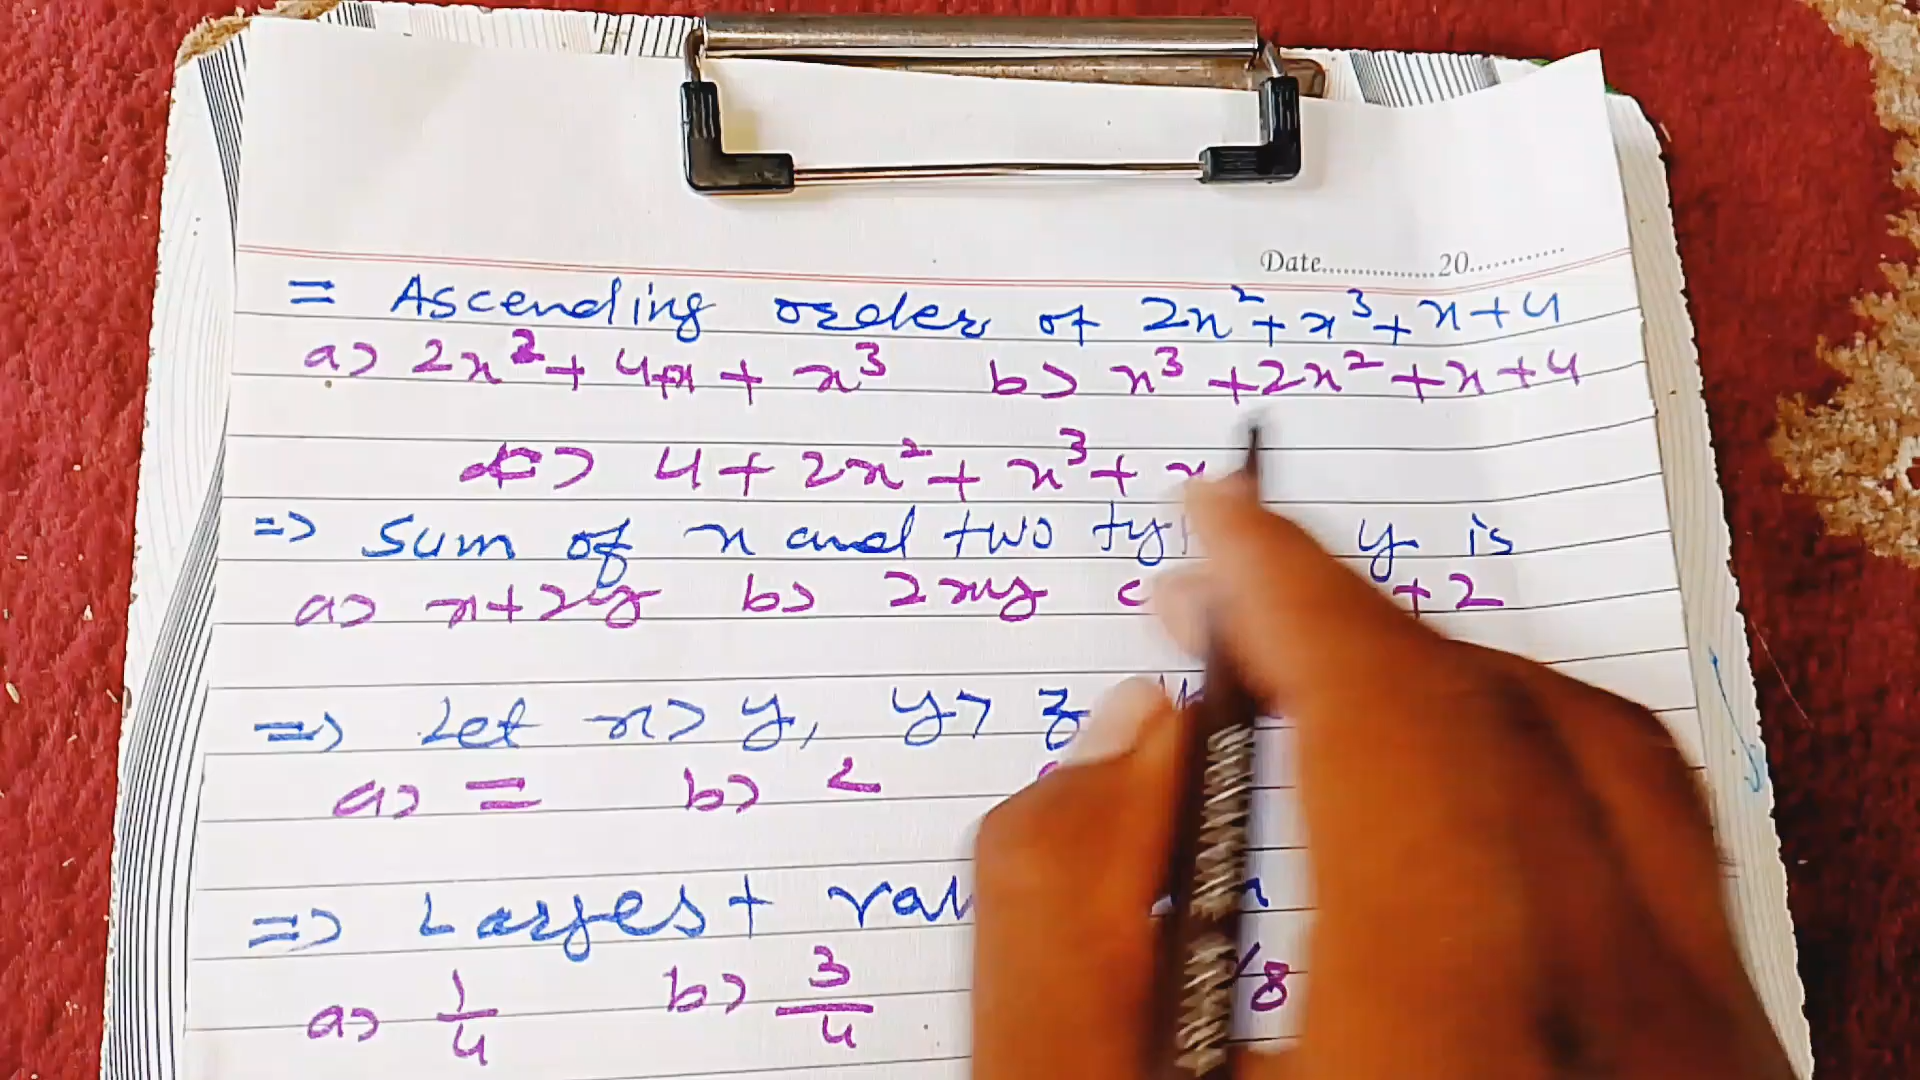 Date...............20............
= Ascending order of 2x²+x³+x+4
a> 2x²+4+x+x³ b> x³+2x²+x+4
c> 4+2x²+x³+x
=> Sum of x and two y is
a> x+2y b> 2xy c +2
=> Let x>y, y>z
a> = b> <
=> Largest
a> 1/4 b> 3/4 /8